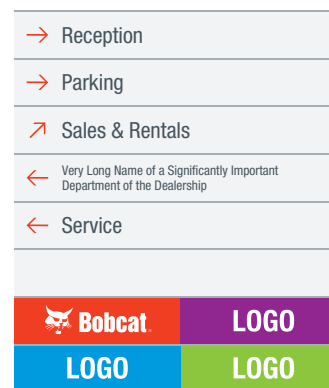 Reception
Parking
Sales & Rentals
Very Long Name of a Significantly Important
Department of the Dealership
Service
Bobcat.
LOGO
LOGO
LOGO